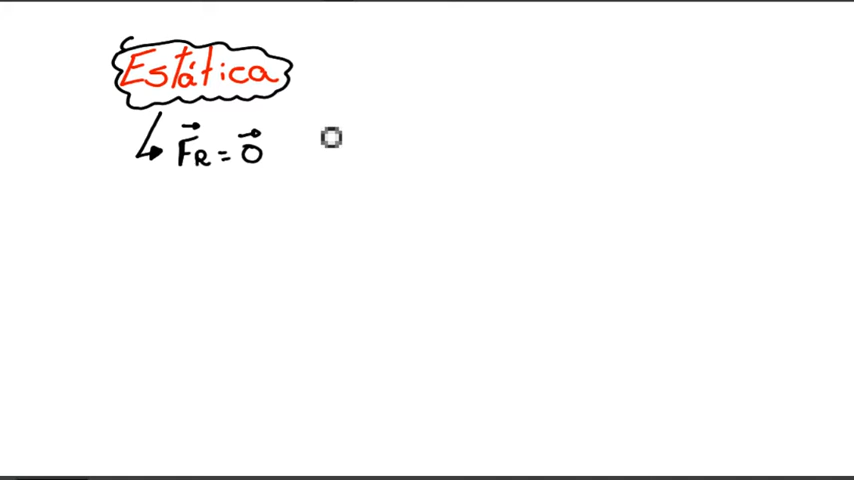 Estática
F⃗R = 0⃗